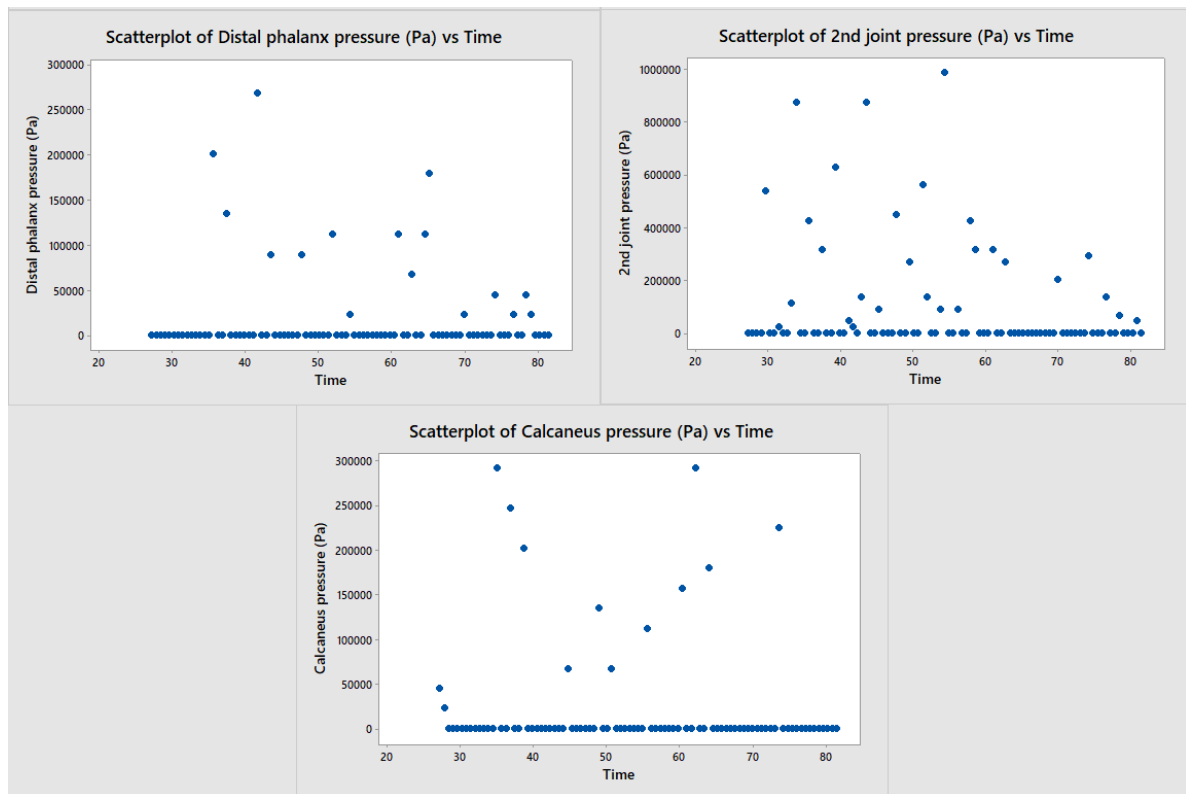 Scatterplot of Distal phalanx pressure (Pa) vs Time
300000
250000
200000
150000
100000
50000
0
Distal phalanx pressure (Pa)
20 30 40 50 60 70 80
Time
Scatterplot of 2nd joint pressure (Pa) vs Time
1000000
800000
600000
400000
200000
0
2nd joint pressure (Pa)
20 30 40 50 60 70 80
Time
Scatterplot of Calcaneus pressure (Pa) vs Time
300000
250000
200000
150000
100000
50000
0
Calcaneus pressure (Pa)
20 30 40 50 60 70 80
Time